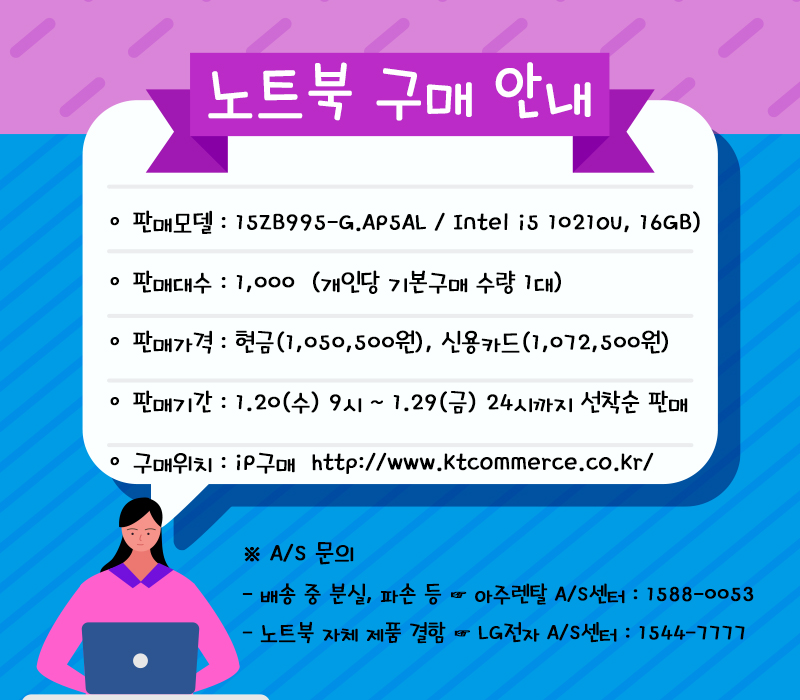 노트북 구매 안내
판매모델 : 15ZB995-G.AP5AL / Intel i5 10210U, 16GB)
판매대수 : 1,000 (개인당 기본구매 수량 1대)
판매가격 : 현금(1,050,500원), 신용카드(1,072,500원)
판매기간 : 1.20(수) 9시 ~ 1.29(금) 24시까지 선착순 판매
구매위치 : iP구매 http://www.ktcommerce.co.kr/
※ A/S 문의
- 배송 중 분실, 파손 등 ☞ 아주렌탈 A/S센터 : 1588-0053
- 노트북 자체 제품 결함 ☞ LG전자 A/S센터 : 1544-7777